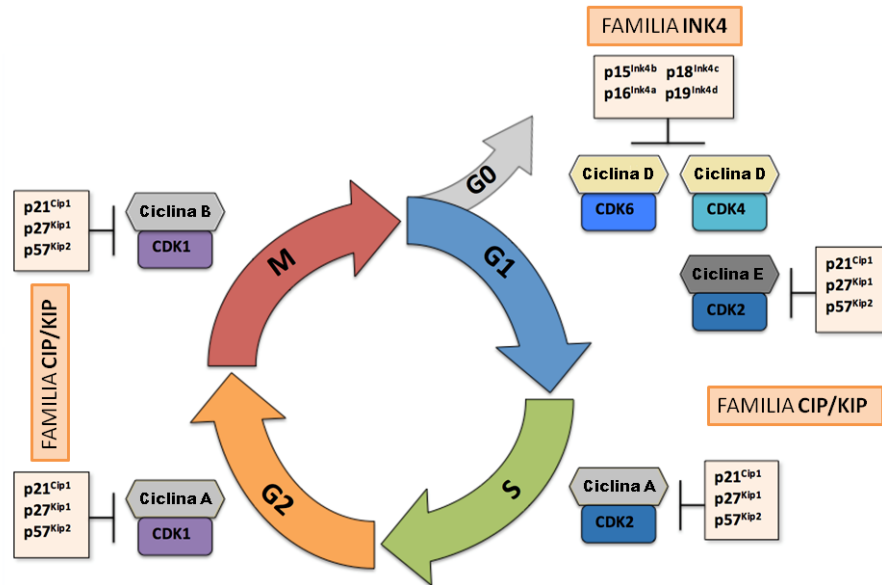 FAMILIA INK4
p15Ink4b p18Ink4c
p16Ink4a p19Ink4d
G0
Ciclina D
CDK6
Ciclina D
CDK4
G1
Ciclina E
CDK2
p21Cip1
p27Kip1
p57Kip2
FAMILIA CIP/KIP
S
Ciclina A
CDK2
p21Cip1
p27Kip1
p57Kip2
G2
p21Cip1
p27Kip1
p57Kip2
Ciclina A
CDK1
FAMILIA CIP/KIP
M
p21Cip1
p27Kip1
p57Kip2
Ciclina B
CDK1